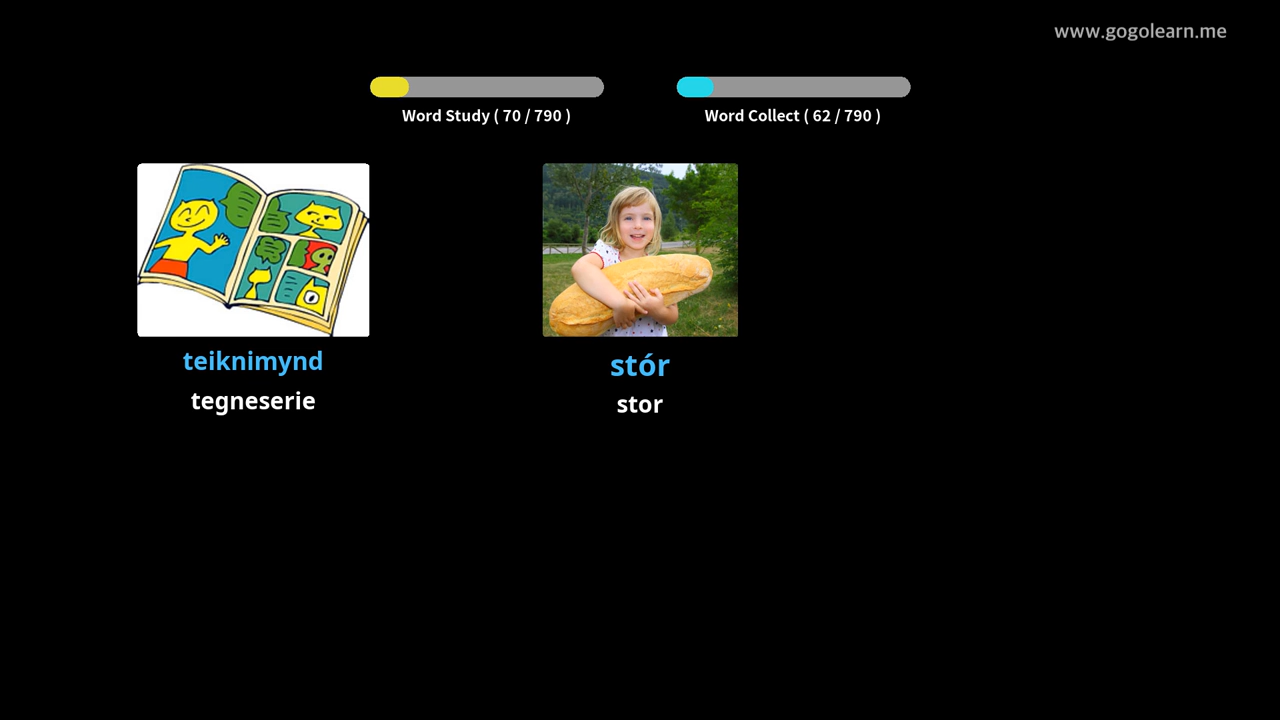 www.gogolearn.me
Word Study ( 70 / 790 )
Word Collect ( 62 / 790 )
teiknimynd
tegneserie
stór
stor